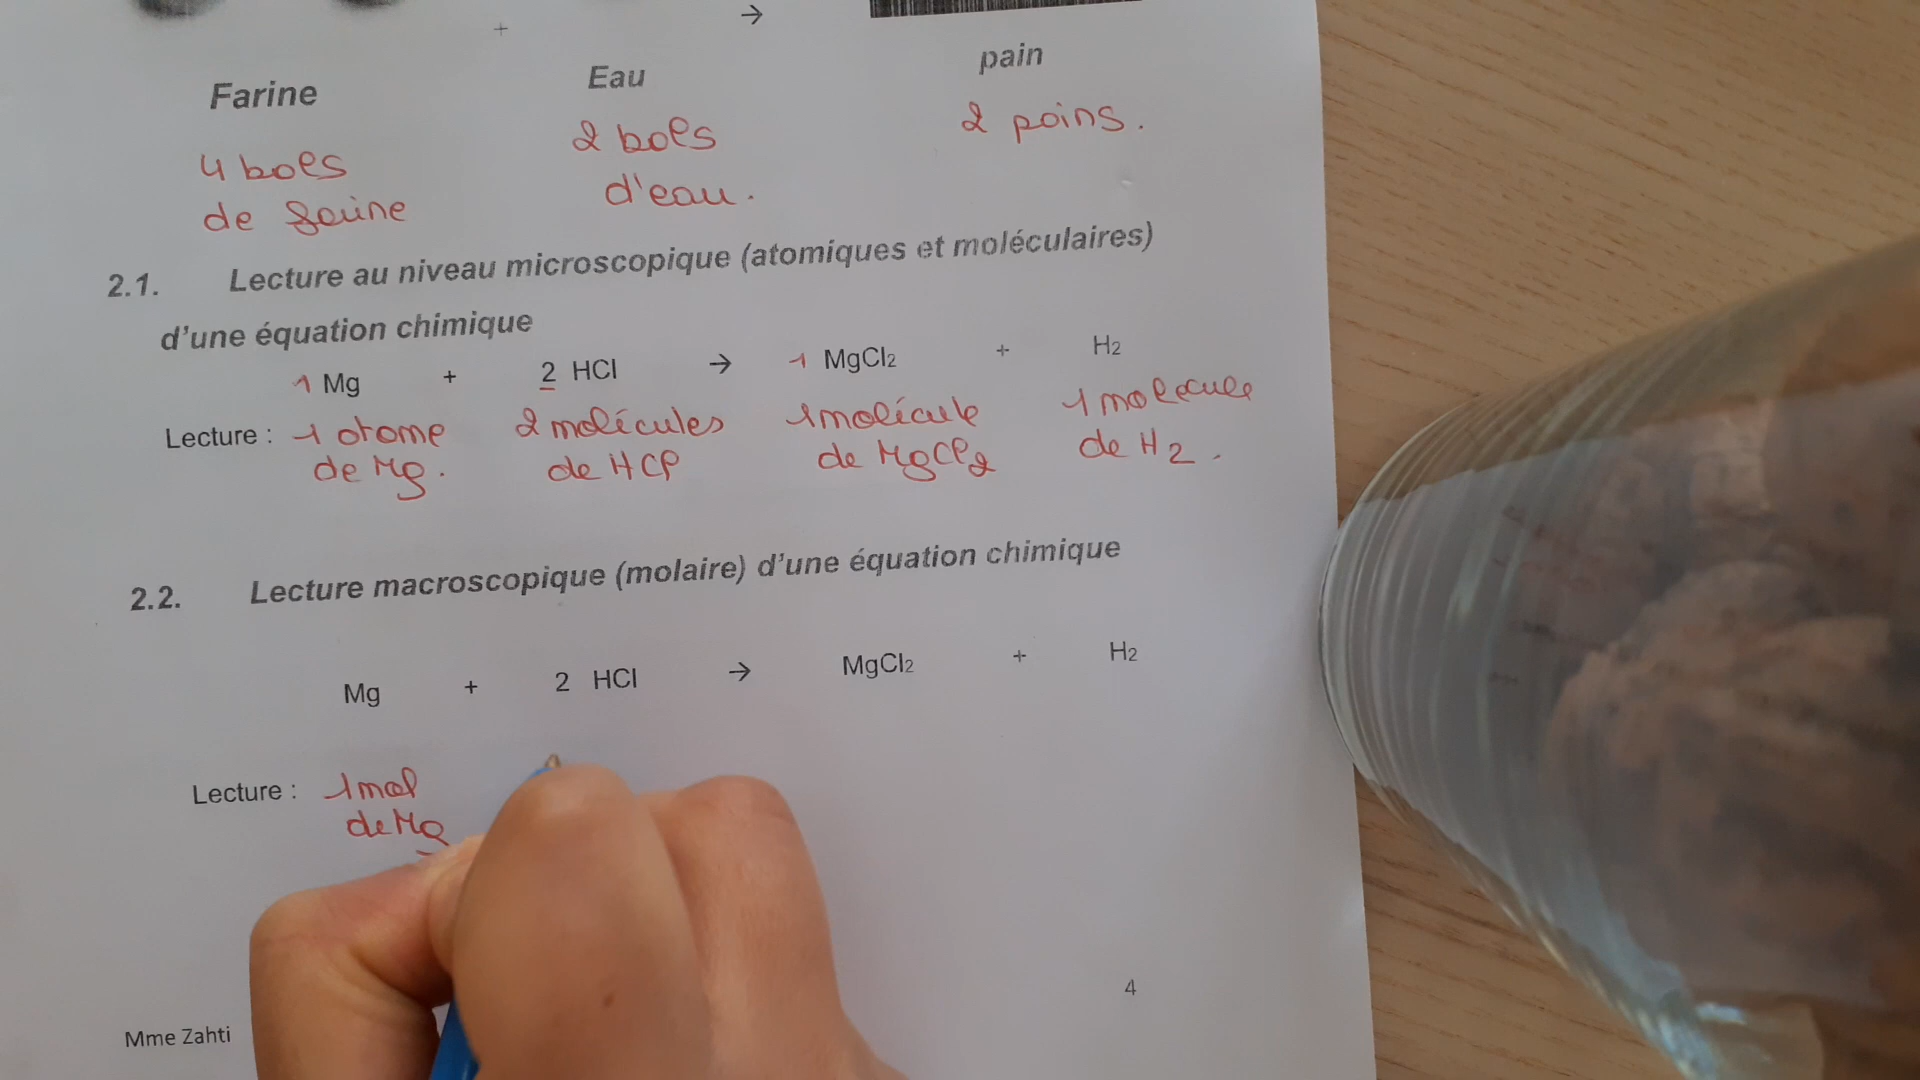 + →
Farine Eau pain
4 bols 2 bols 2 pains.
de farine d'eau.
2.1. Lecture au niveau microscopique (atomiques et moléculaires)
d'une équation chimique
1 Mg + 2 HCl → 1 MgCl2 + H2
Lecture : 1 atome 2 molécules 1 molécule 1 molécule
de Mg. de HCl de MgCl2 de H2.
2.2. Lecture macroscopique (molaire) d'une équation chimique
Mg + 2 HCl → MgCl2 + H2
Lecture : 1 mol
de Mg
4
Mme Zahti